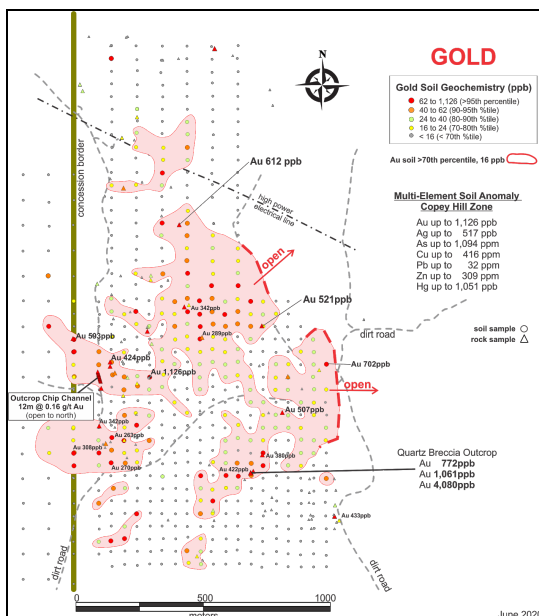 GOLD
N
Gold Soil Geochemistry (ppb)
62 to 1,126 (>95th percentile)
40 to 62 (90-95th %tile)
24 to 40 (80-90th %tile)
16 to 24 (70-80th %tile)
< 16 (< 70th %tile)
Au soil >70th percentile, 16 ppb
concession border
Au 612 ppb
high power
electrical line
Multi-Element Soil Anomaly
Copey Hill Zone
Au up to 1,126 ppb
Ag up to 517 ppb
As up to 1,094 ppm
Cu up to 416 ppm
Pb up to 32 ppm
Zn up to 309 ppm
Hg up to 1,051 ppb
open
Au 521ppb
Au 342ppb
soil sample
rock sample
dirt road
Au 289ppb
Au 593ppb
Au 424ppb
Au 702ppb
Au 1,126ppb
open
Outcrop Chip Channel
12m @ 0.16 g/t Au
(open to north)
Au 507ppb
Au 342ppb
Au 263ppb
Au 308ppb
Au 380ppb
Au 270ppb
Au 422ppb
Quartz Breccia Outcrop
Au 772ppb
Au 1,061ppb
Au 4,080ppb
Au 433ppb
dirt road
dirt road
0 500 1000
meters
June 2020